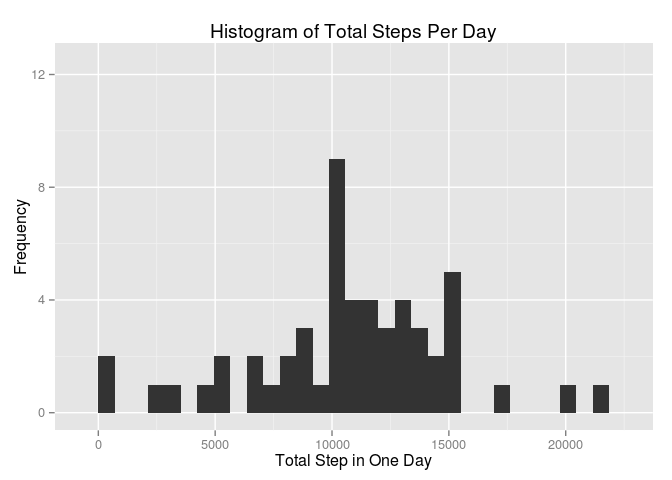 Histogram of Total Steps Per Day
12
8
4
0
Frequency
0 5000 10000 15000 20000
Total Step in One Day